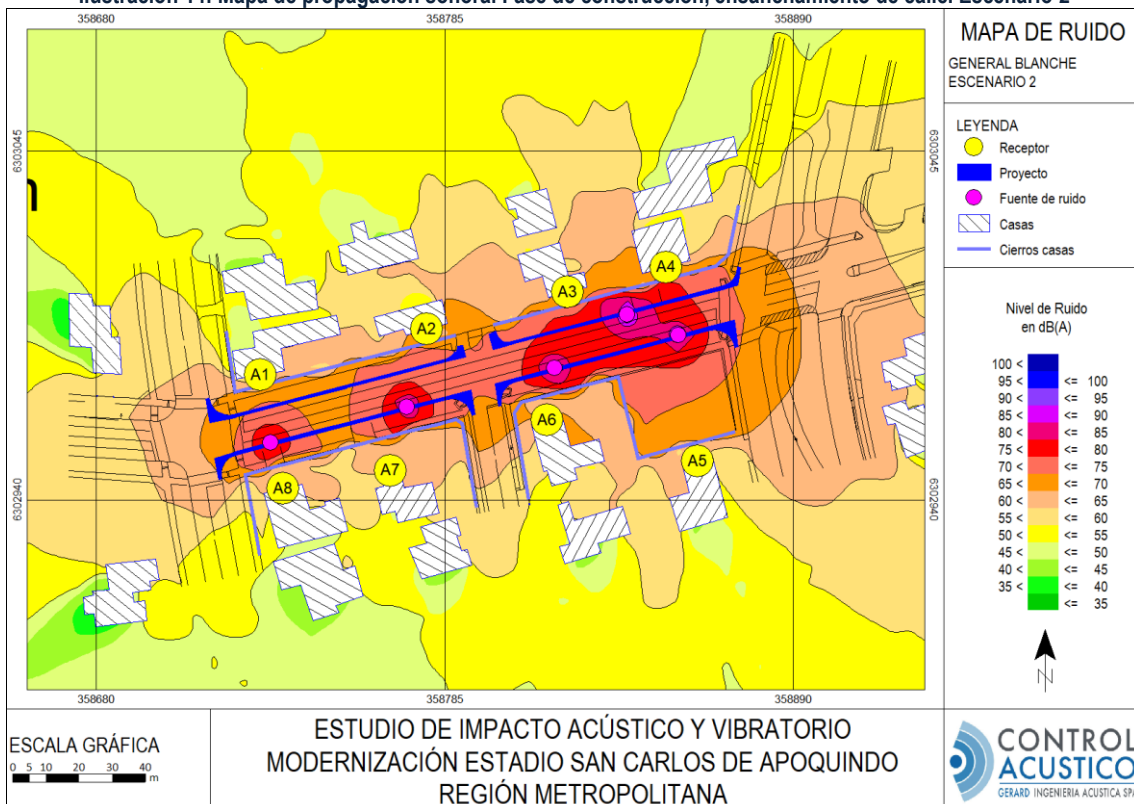 358680 358785 358890
6303045 6303045
6302940 6302940
A1
A2
A3
A4
A5
A6
A7
A8
358680 358785 358890
MAPA DE RUIDO
GENERAL BLANCHE
ESCENARIO 2
LEYENDA
Receptor
Proyecto
Fuente de ruido
Casas
Cierros casas
Nivel de Ruido
en dB(A)
100 <
95 < <= 100
90 < <= 95
85 < <= 90
80 < <= 85
75 < <= 80
70 < <= 75
65 < <= 70
60 < <= 65
55 < <= 60
50 < <= 55
45 < <= 50
40 < <= 45
35 < <= 40
<= 35
N
ESCALA GRÁFICA
0 5 10 20 30 40
m
ESTUDIO DE IMPACTO ACÚSTICO Y VIBRATORIO
MODERNIZACIÓN ESTADIO SAN CARLOS DE APOQUINDO
REGIÓN METROPOLITANA
CONTROL
ACUSTICO
GERARD INGENIERIA ACUSTICA SPA